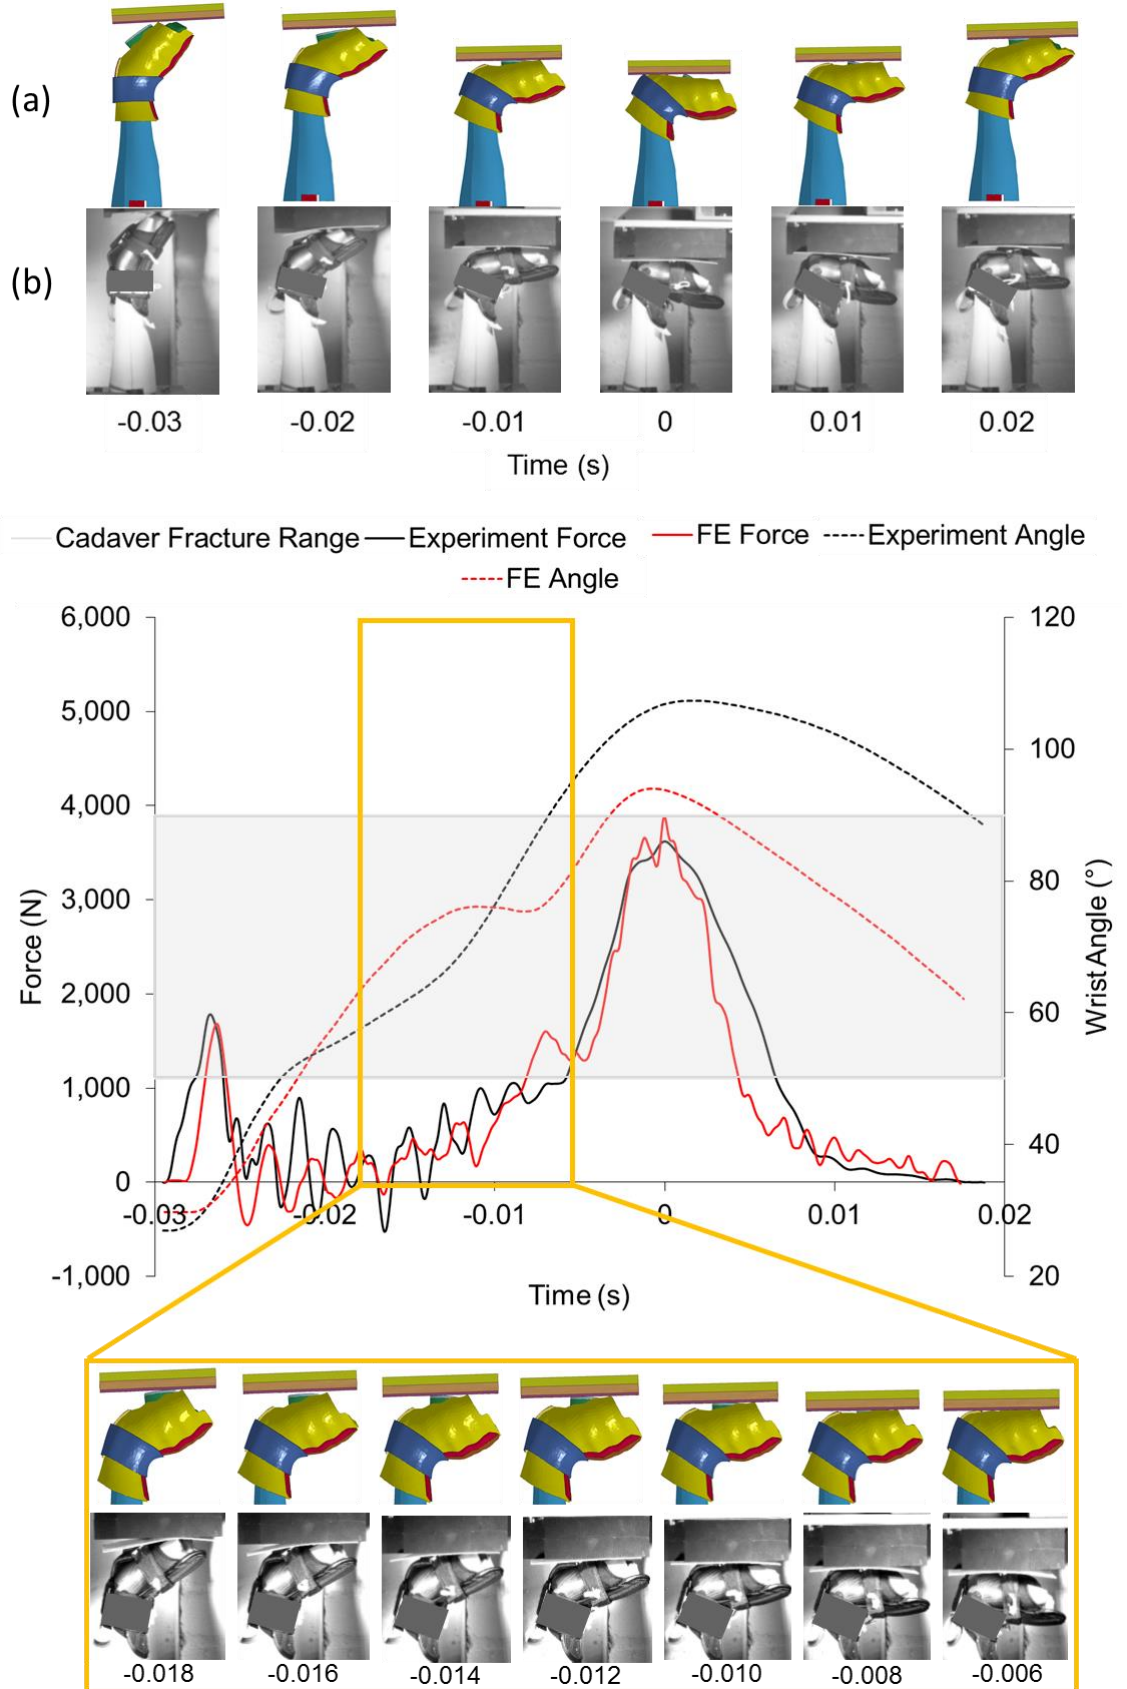 (a)
(b)
-0.03 -0.02 -0.01 0 0.01 0.02
Time (s)
Cadaver Fracture Range Experiment Force FE Force Experiment Angle
FE Angle
6,000
5,000
4,000
3,000
2,000
1,000
0
-1,000
Force (N)
120
100
80
60
40
20
Wrist Angle (°)
-0.03 -0.02 -0.01 0 0.01 0.02
Time (s)
-0.018 -0.016 -0.014 -0.012 -0.010 -0.008 -0.006